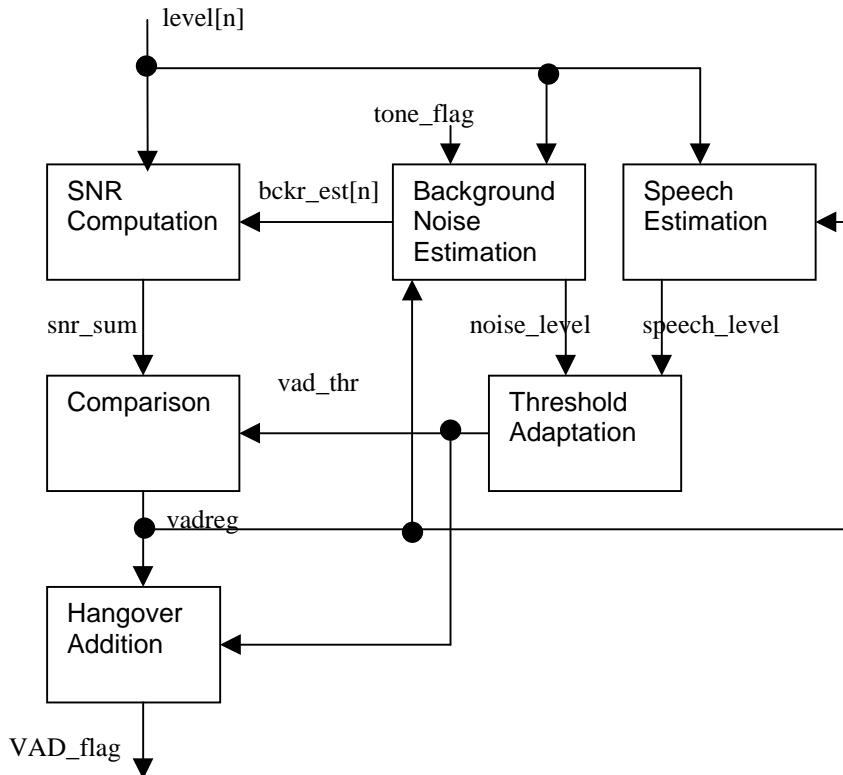 level[n]
tone_flag
SNR
Computation
bckr_est[n]
Background
Noise
Estimation
Speech
Estimation
snr_sum
noise_level
speech_level
Comparison
vad_thr
Threshold
Adaptation
vadreg
Hangover
Addition
VAD_flag